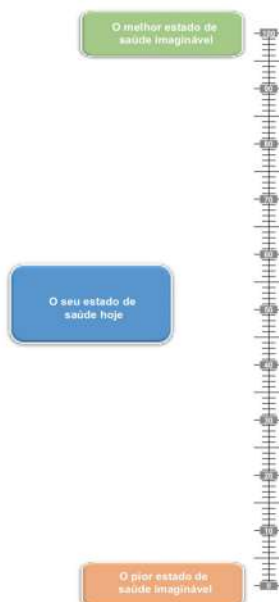 O melhor estado de
saúde imaginável
100
90
80
70
60
O seu estado de
saúde hoje
50
40
30
20
10
O pior estado de
saúde imaginável
0